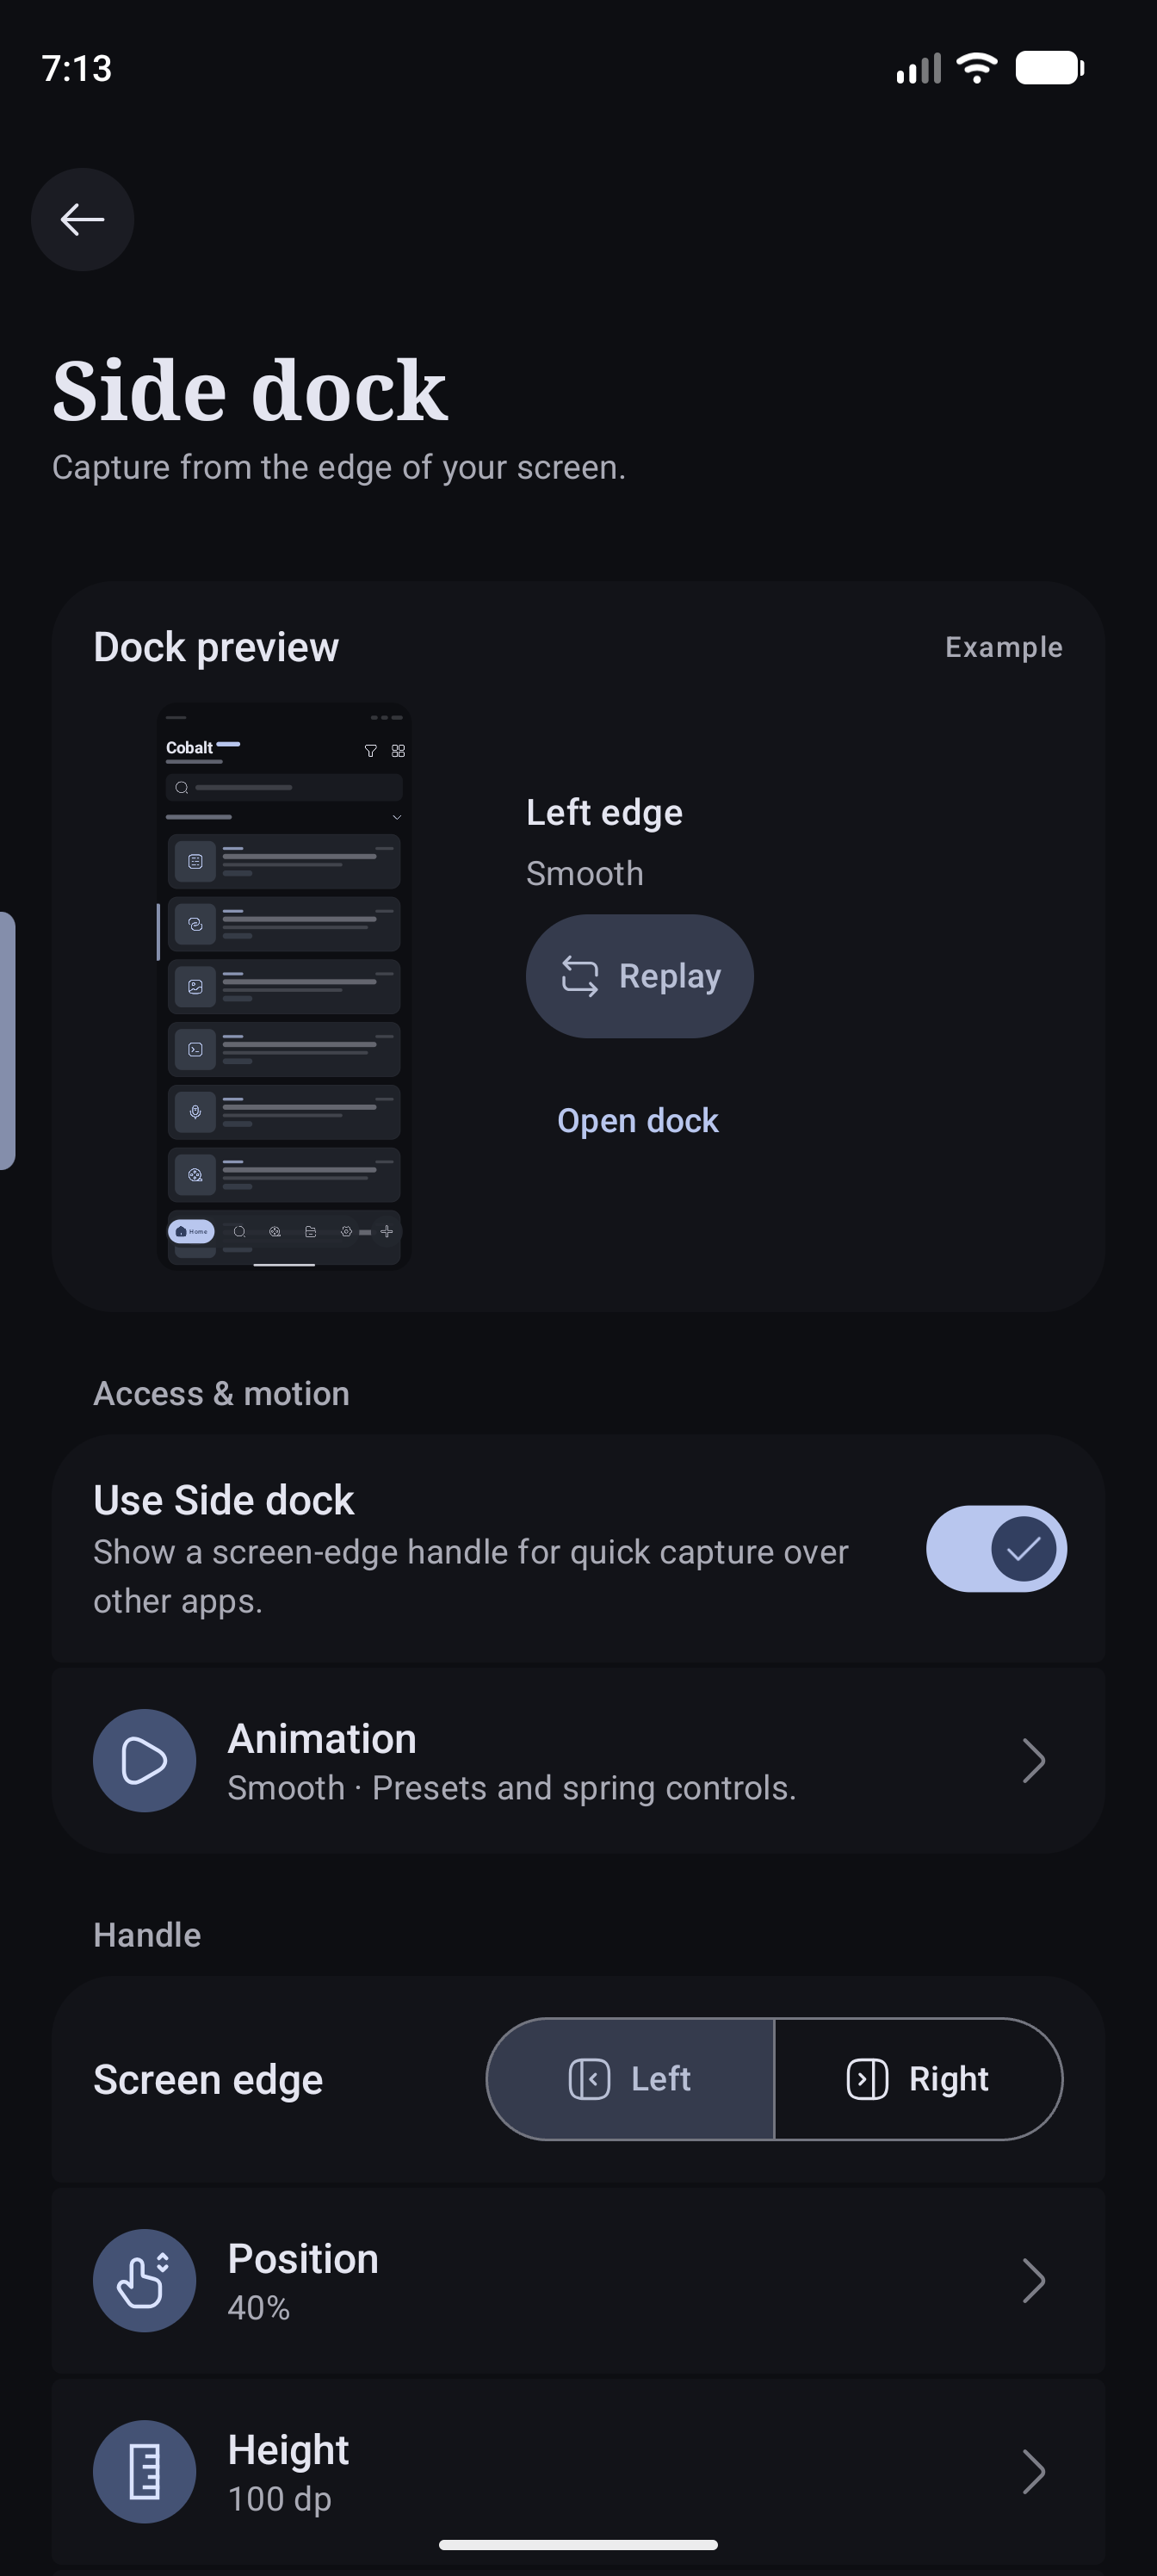 7:13
Side dock
Capture from the edge of your screen.
Dock preview
Example
Cobalt
Home
Left edge
Smooth
Replay
Open dock
Access & motion
Use Side dock
Show a screen-edge handle for quick capture over
other apps.
Animation
Smooth · Presets and spring controls.
Handle
Screen edge
Left
Right
Position
40%
Height
100 dp